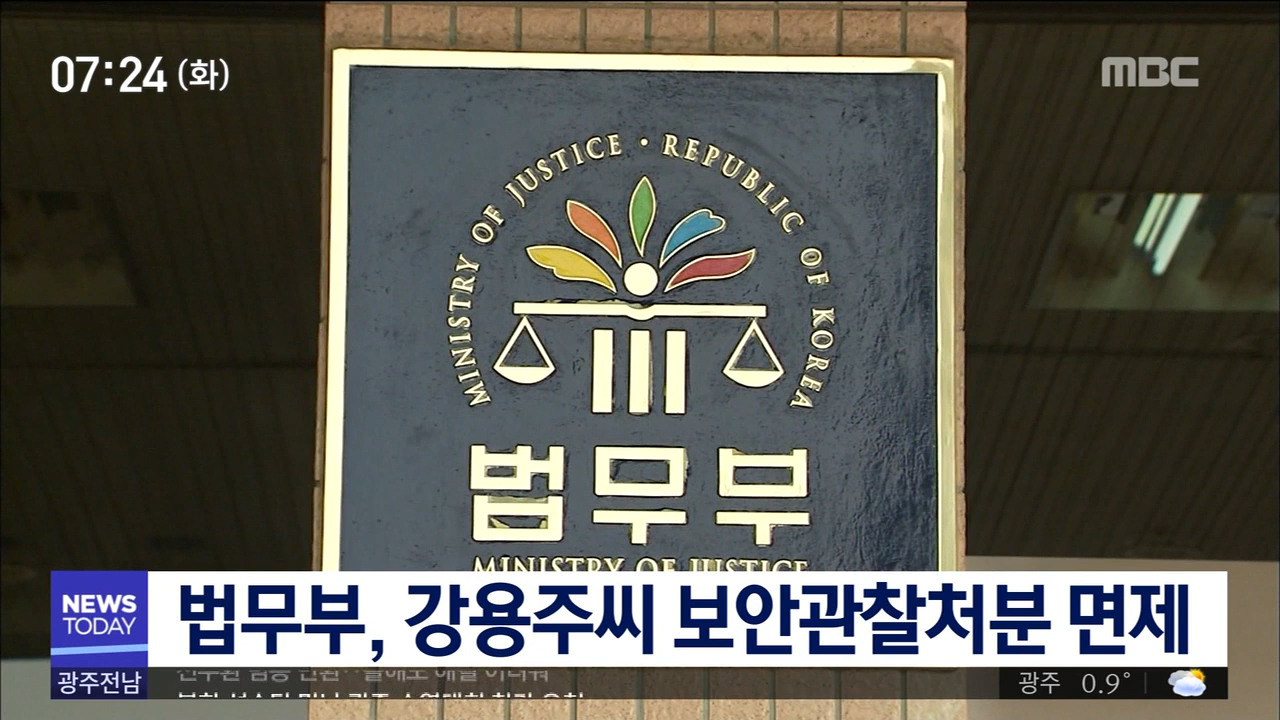 07:24 (화)
MBC
MINISTRY OF JUSTICE · REPUBLIC OF KOREA
법무부
MINISTRY OF JUSTICE
NEWS
TODAY
법무부, 강용주씨 보안관찰처분 면제
광주전남
광주 0.9°